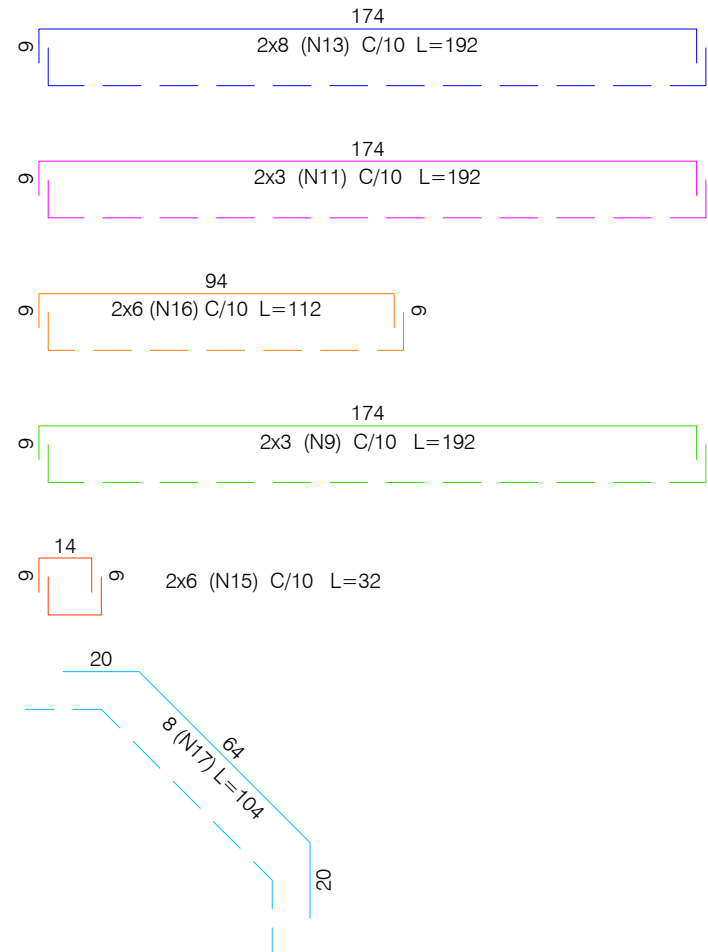 174
9
2x8 (N13) C/10 L=192
174
9
2x3 (N11) C/10 L=192
94
9
2x6 (N16) C/10 L=112
9
174
9
2x3 (N9) C/10 L=192
14
9
9
2x6 (N15) C/10 L=32
20
64
8 (N17) L=104
20